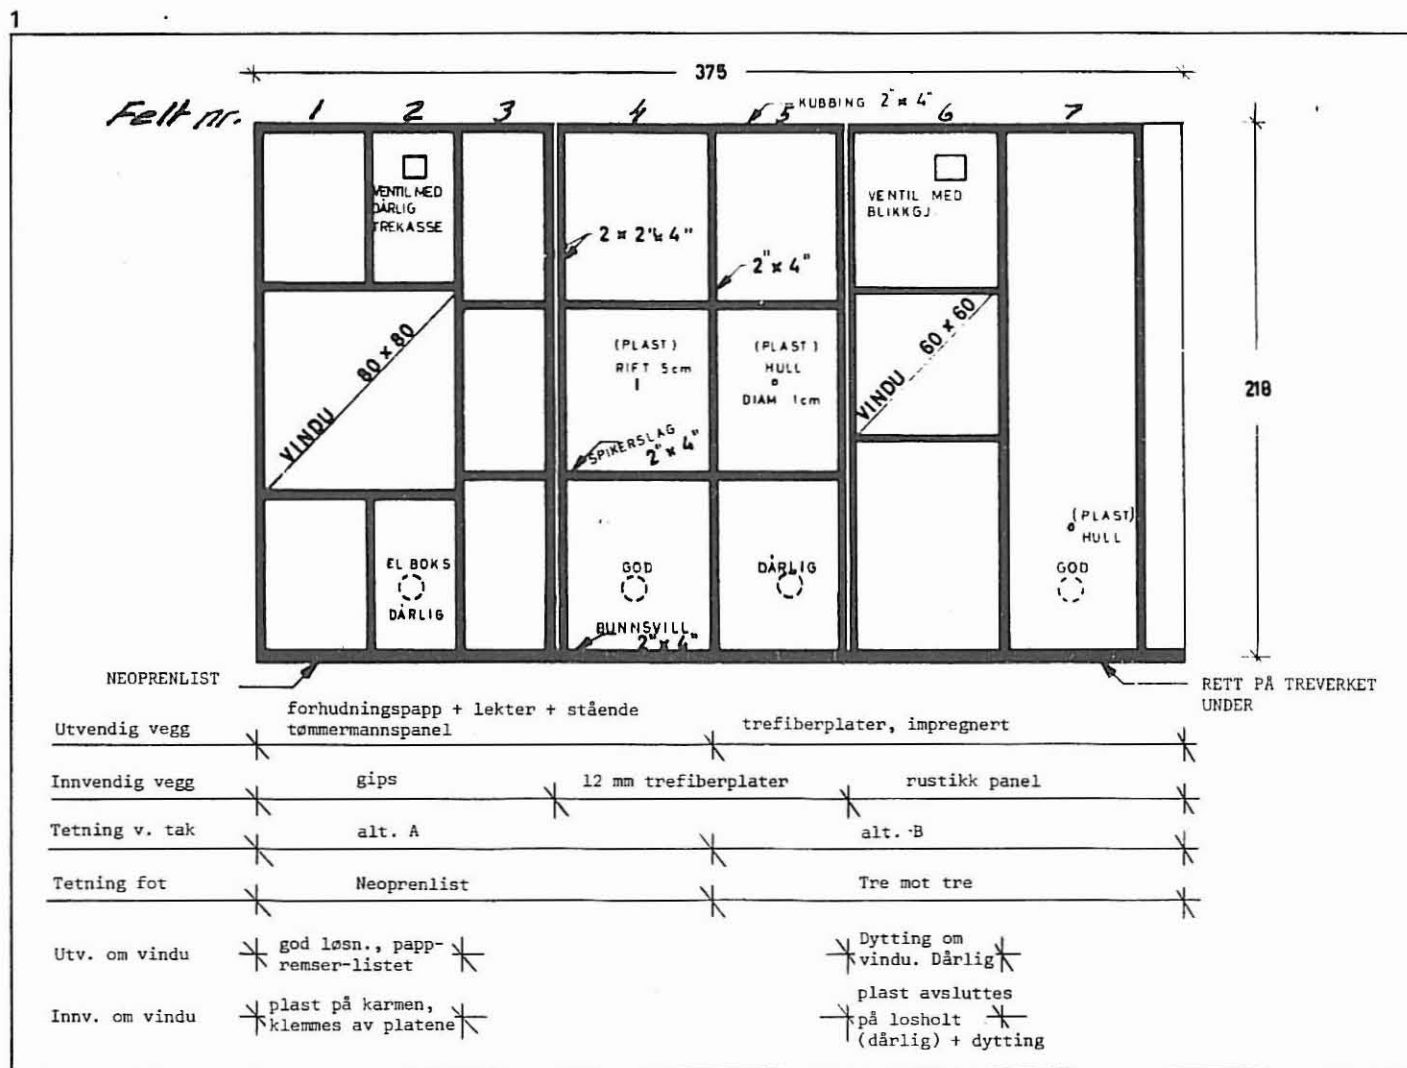 1
375
Felt nr. 1 2 3 4 5 6 7
KUBBING 2" x 4"
VENTIL MED
DÅRLIG
TREKASSE
VENTIL MED
BLIKKGJ.
2 x 2" x 4"
2" x 4"
VINDU 80 x 80
(PLAST)
RIFT 5cm
(PLAST)
HULL
DIAM 1cm
VINDU 60 x 60
218
SPIKERSLAG
2" x 4"
(PLAST)
HULL
EL BOKS
DÅRLIG
GOD
DÅRLIG
GOD
BUNNSVILL
2" x 4"
NEOPRENLIST
RETT PÅ TREVERKET
UNDER
Utvendig vegg
forhudningspapp + lekter + stående
tømmermannspanel
trefiberplater, impregnert
Innvendig vegg
gips
12 mm trefiberplater
rustikk panel
Tetning v. tak
alt. A
alt. B
Tetning fot
Neoprenlist
Tre mot tre
Utv. om vindu
god løsn., papp-
remser-listet
Dytting om
vindu. Dårlig
Innv. om vindu
plast på karmen,
klemmes av platene
plast avsluttes
på losholt
(dårlig) + dytting